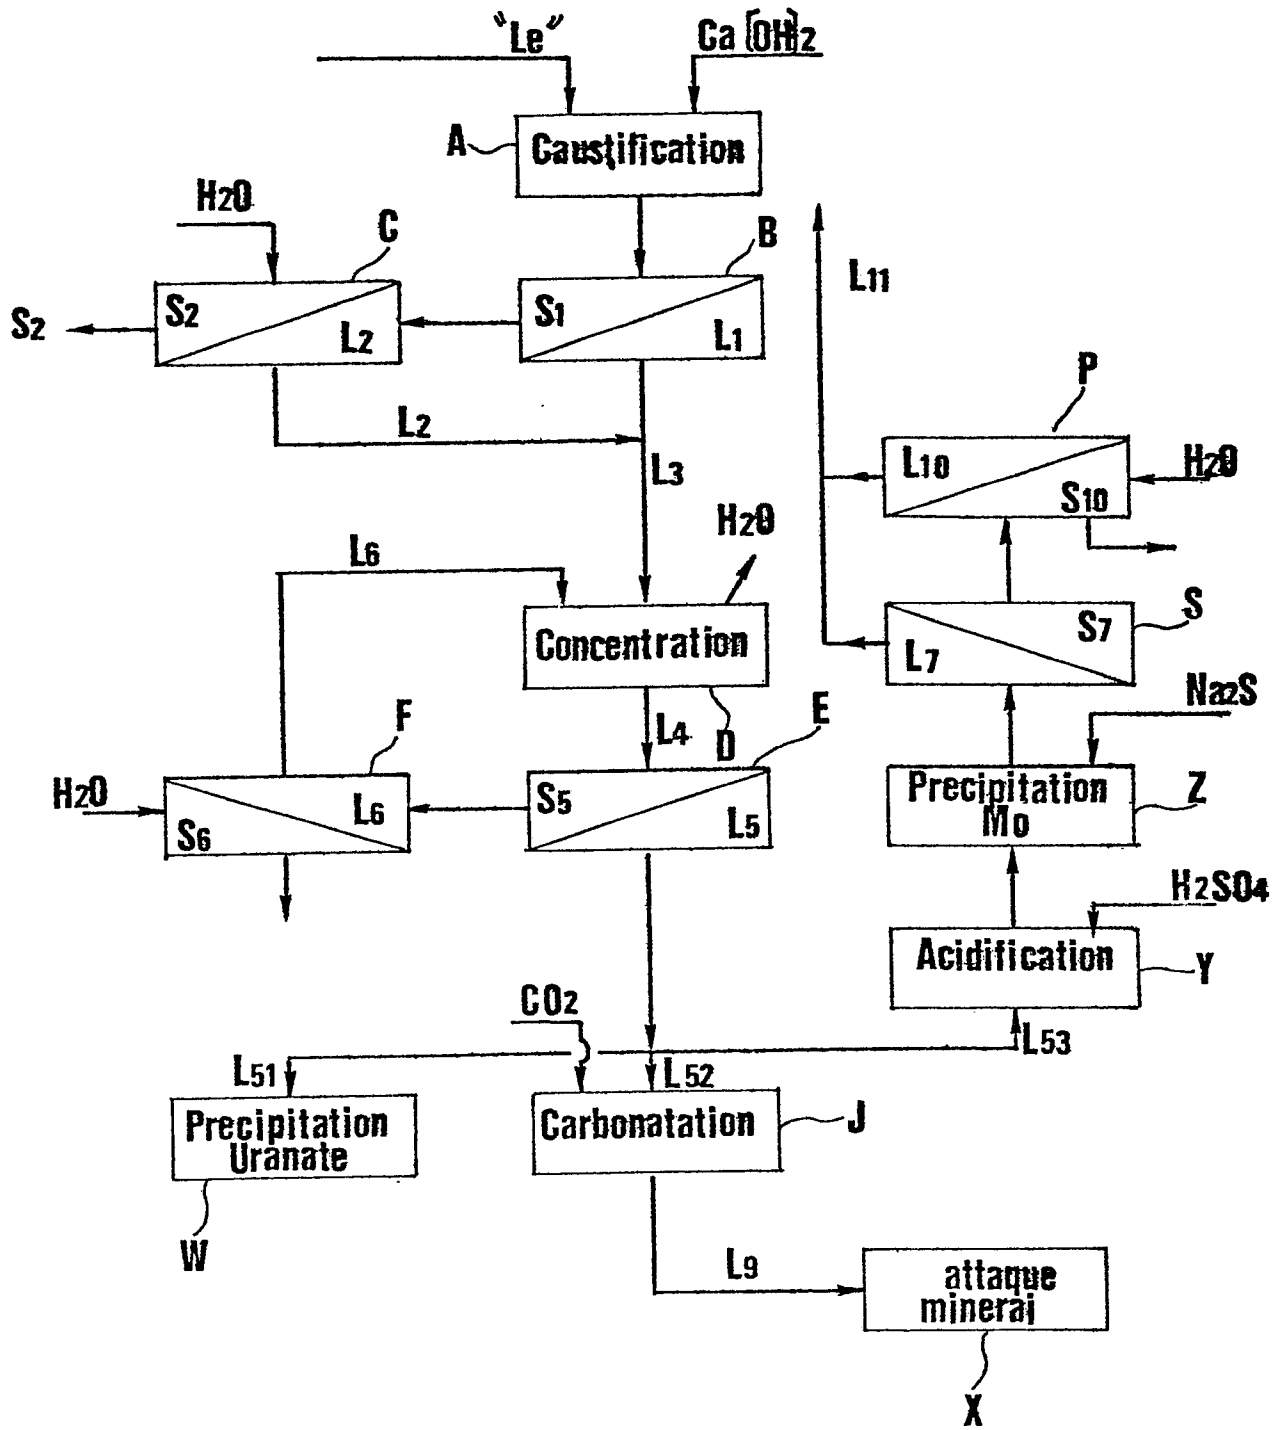 "Le"
Ca(OH)2
A
Caustification
H2O
C
B
S2
S2
L2
S1
L1
L11
L2
L3
P
L10
S10
H2O
H2O
L6
Concentration
S
S7
L7
Na2S
F
L4
D
E
H2O
L6
S6
S5
L5
Precipitation
Mo
Z
H2SO4
Acidification
Y
CO2
L51
L52
L53
Precipitation
Uranate
Carbonatation
J
W
L9
attaque
minerai
X